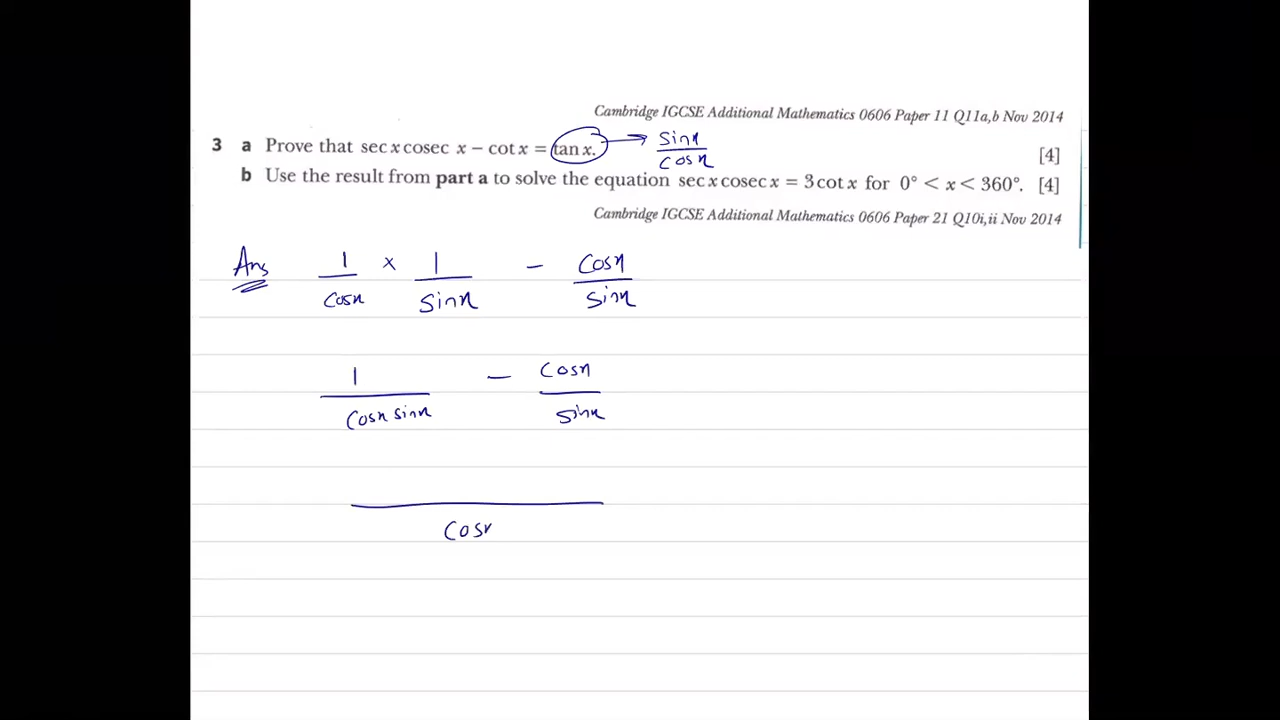 Cambridge IGCSE Additional Mathematics 0606 Paper 11 Q11a,b Nov 2014
3 a Prove that sec x cosec x − cot x = tan x. → sinx/cosx [4]
b Use the result from part a to solve the equation sec x cosec x = 3 cot x for 0° < x < 360°. [4]
Cambridge IGCSE Additional Mathematics 0606 Paper 21 Q10i,ii Nov 2014
Ans 1/cosx × 1/sinx − cosx/sinx
1/cosx sinx − cosx/sinx
cosx